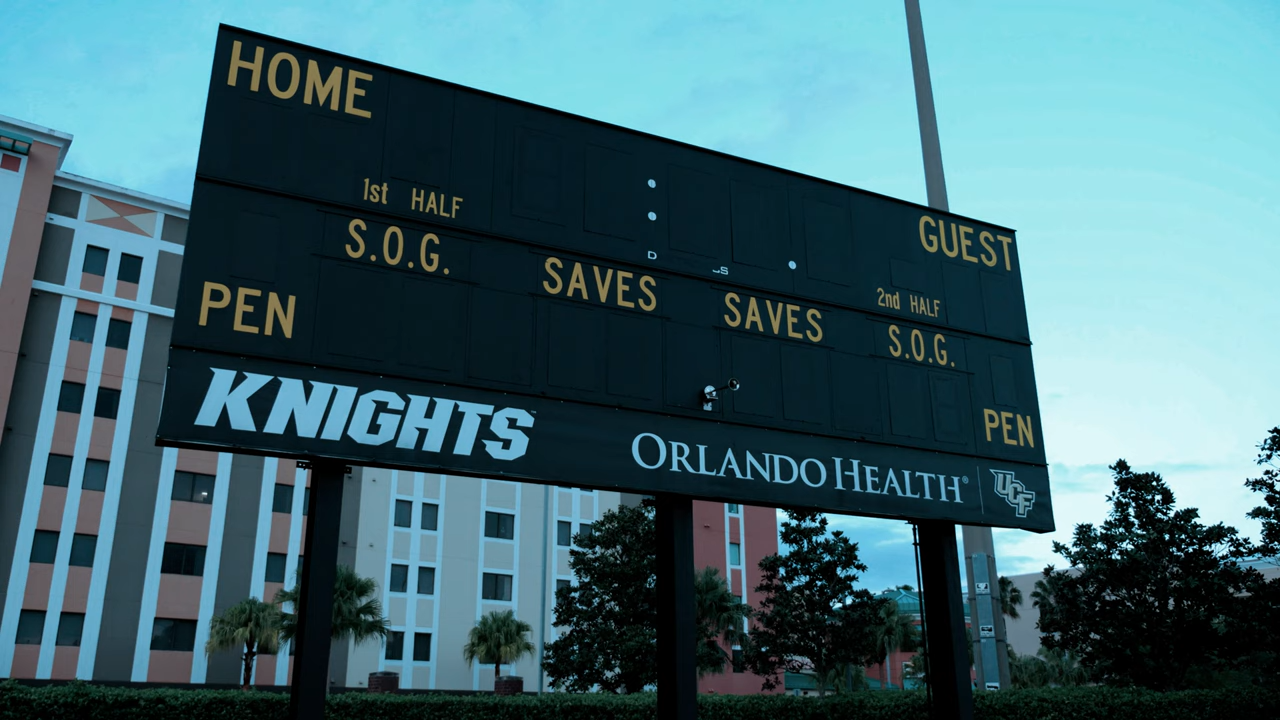 HOME
GUEST
1st HALF
2nd HALF
S.O.G.
SAVES
SAVES
S.O.G.
PEN
PEN
KNIGHTS
ORLANDO HEALTH®
UCF